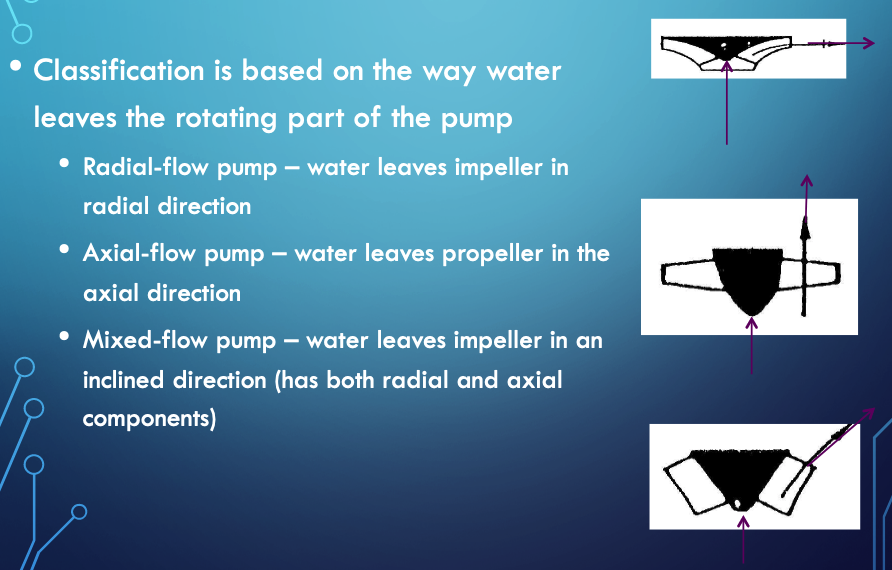 • Classification is based on the way water
leaves the rotating part of the pump
• Radial-flow pump – water leaves impeller in
radial direction
• Axial-flow pump – water leaves propeller in the
axial direction
• Mixed-flow pump – water leaves impeller in an
inclined direction (has both radial and axial
components)